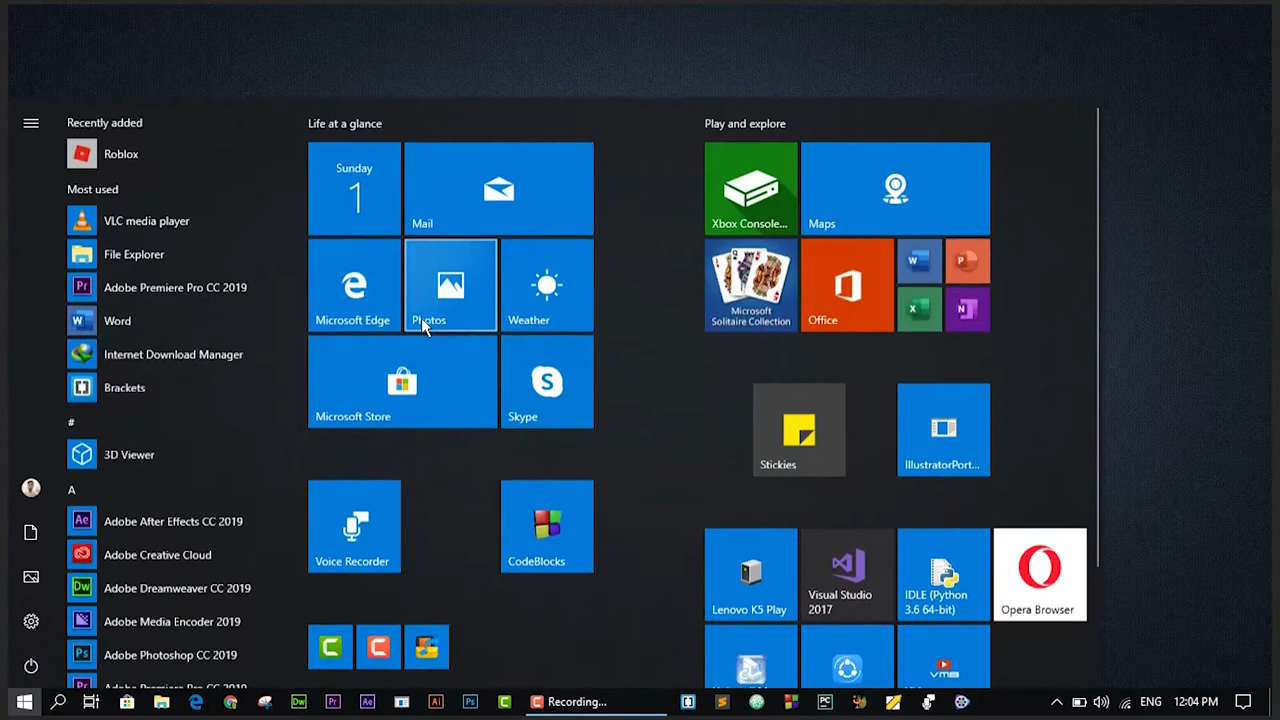 Recently added
Roblox
Most used
VLC media player
File Explorer
Adobe Premiere Pro CC 2019
Word
Internet Download Manager
Brackets
#
3D Viewer
A
Adobe After Effects CC 2019
Adobe Creative Cloud
Adobe Dreamweaver CC 2019
Adobe Media Encoder 2019
Adobe Photoshop CC 2019
Life at a glance
Sunday
1
Mail
Microsoft Edge
Photos
Weather
Microsoft Store
Skype
Voice Recorder
CodeBlocks
Play and explore
Xbox Console...
Maps
Microsoft
Solitaire Collection
Office
Stickies
IllustratorPort...
Lenovo K5 Play
Visual Studio
2017
IDLE (Python
3.6 64-bit)
Opera Browser
VMB
Recording...
ENG
12:04 PM